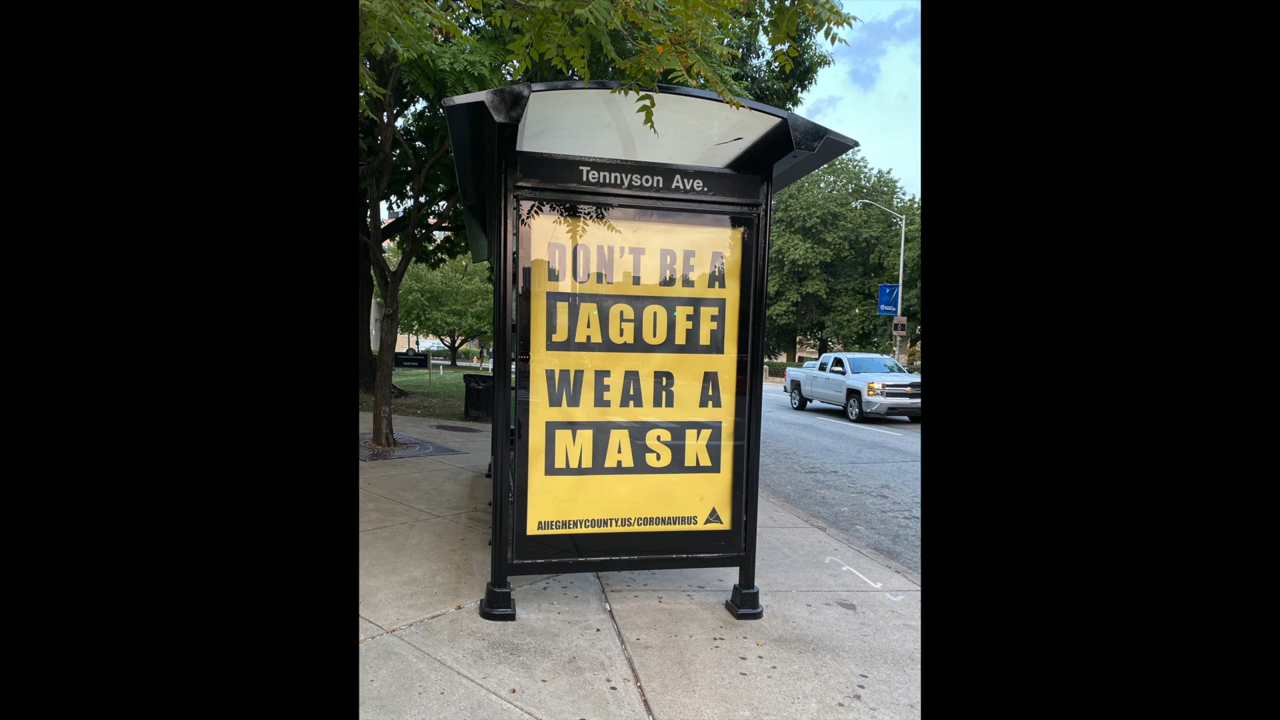 Tennyson Ave.
DON'T BE A
JAGOFF
WEAR A
MASK
AllEGHENYCOUNTY.US/CORONAVIRUS